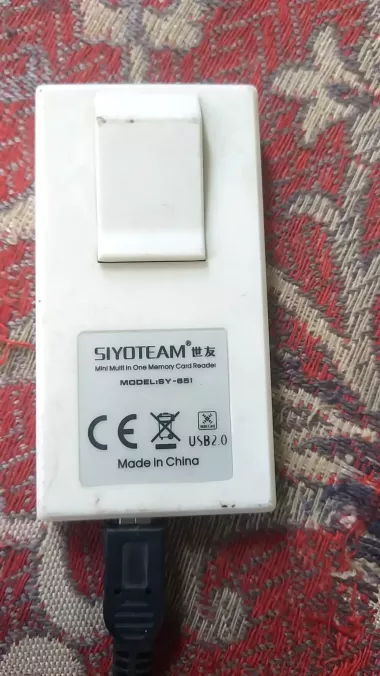 SIYOTEAM® 世友
Mini Multi in One Memory Card Reader
MODEL:SY-651
CE
USB2.0
Made in China